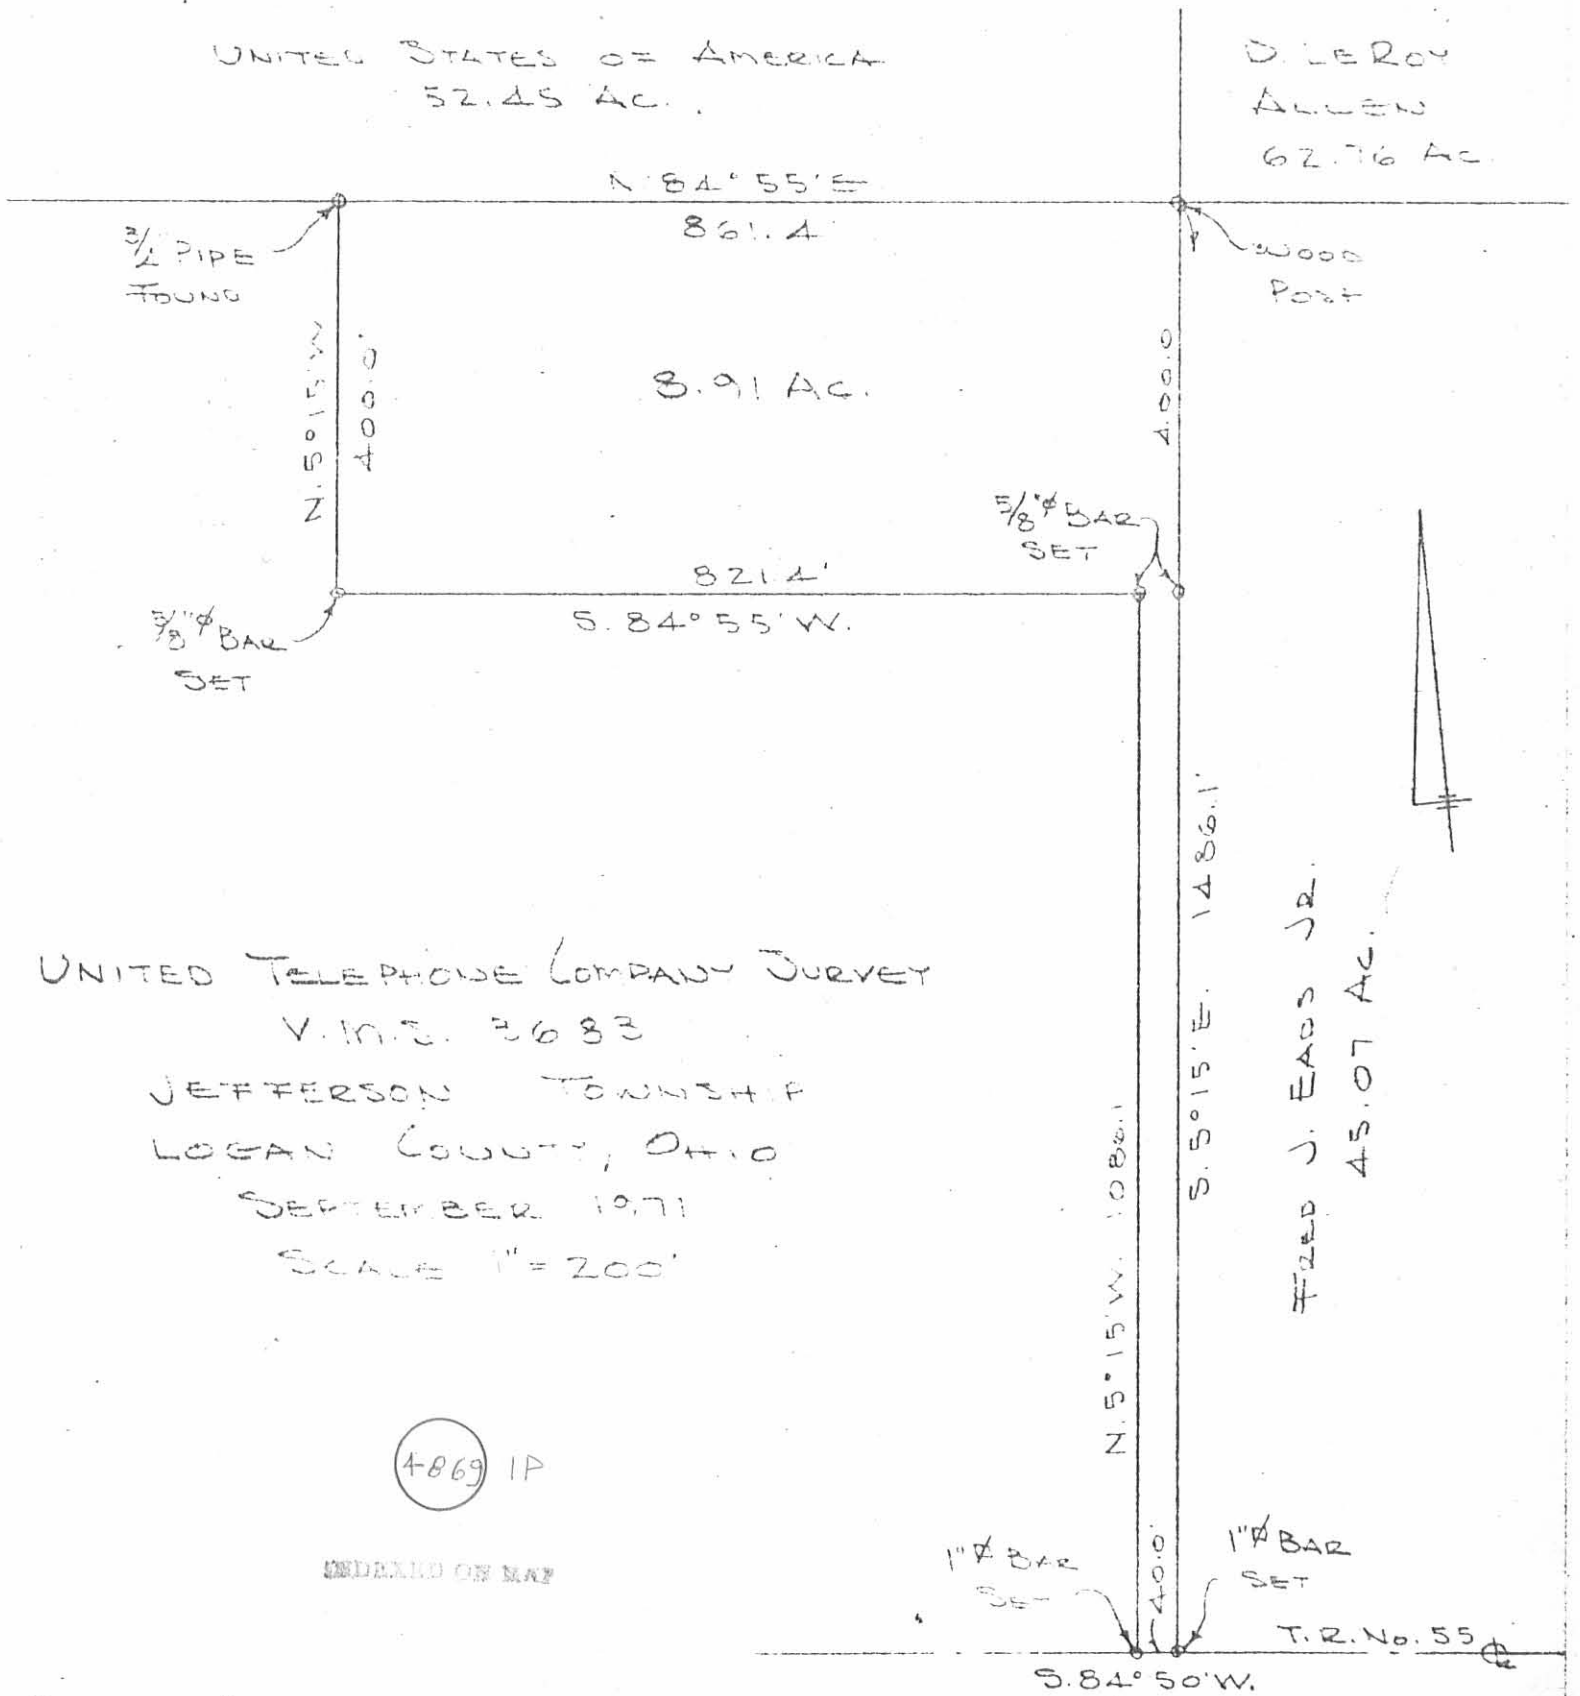 UNITED STATES OF AMERICA
52.45 AC.
D. LEROY
ALLEN
62.76 AC.
N. 84° 55' E
861.4
3/4 PIPE
FOUND
WOOD
POST
N. 5° 15' W
400.0'
8.91 AC.
400.0
5/8"ø BAR
SET
821.4'
S. 84° 55' W.
5/8"ø BAR
SET
S. 5° 15' E. 1486.1'
FRED J. EADS JR.
45.07 AC.
UNITED TELEPHONE COMPANY SURVEY
V.M.S. 3683
JEFFERSON TOWNSHIP
LOGAN COUNTY, OHIO
SEPTEMBER 1971
SCALE 1" = 200'
N. 5° 15' W. 1086.1
4-869 IP
INDEXED ON MAP
1"ø BAR
SET
40.0'
1"ø BAR
SET
T.R. No. 55 ℄
S. 84° 50' W.